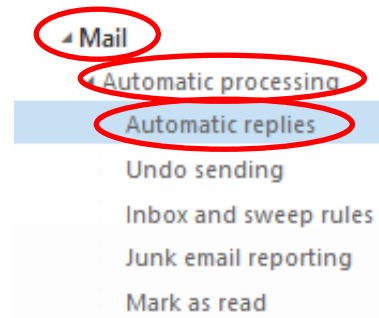 Mail
Automatic processing
Automatic replies
Undo sending
Inbox and sweep rules
Junk email reporting
Mark as read